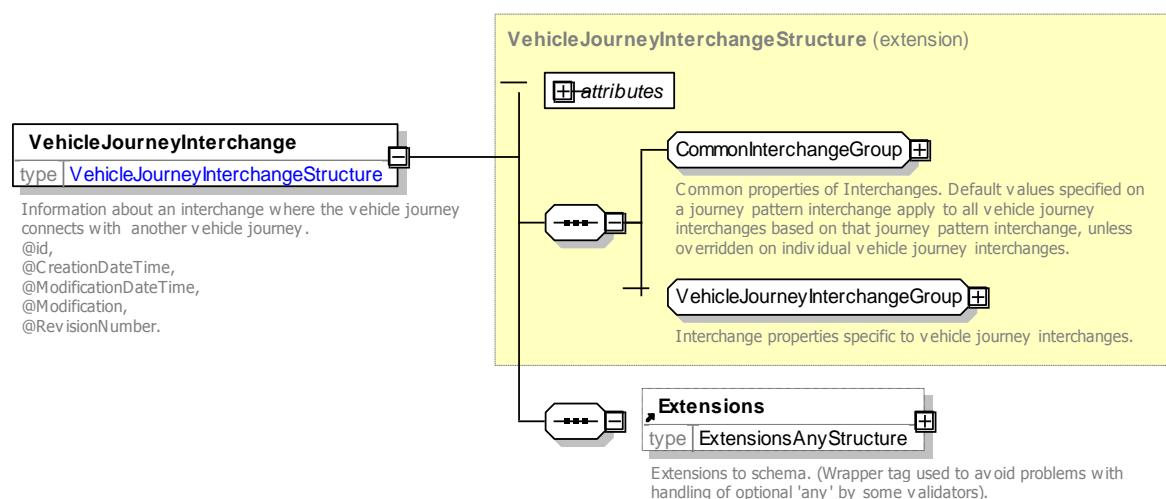 VehicleJourneyInterchangeStructure (extension)
attributes
VehicleJourneyInterchange
type VehicleJourneyInterchangeStructure
Information about an interchange where the vehicle journey
connects with another vehicle journey.
@id,
@CreationDateTime,
@ModificationDateTime,
@Modification,
@RevisionNumber.
CommonInterchangeGroup
Common properties of Interchanges. Default values specified on
a journey pattern interchange apply to all vehicle journey
interchanges based on that journey pattern interchange, unless
overridden on individual vehicle journey interchanges.
VehicleJourneyInterchangeGroup
Interchange properties specific to vehicle journey interchanges.
Extensions
type ExtensionsAnyStructure
Extensions to schema. (Wrapper tag used to avoid problems with
handling of optional 'any' by some validators).